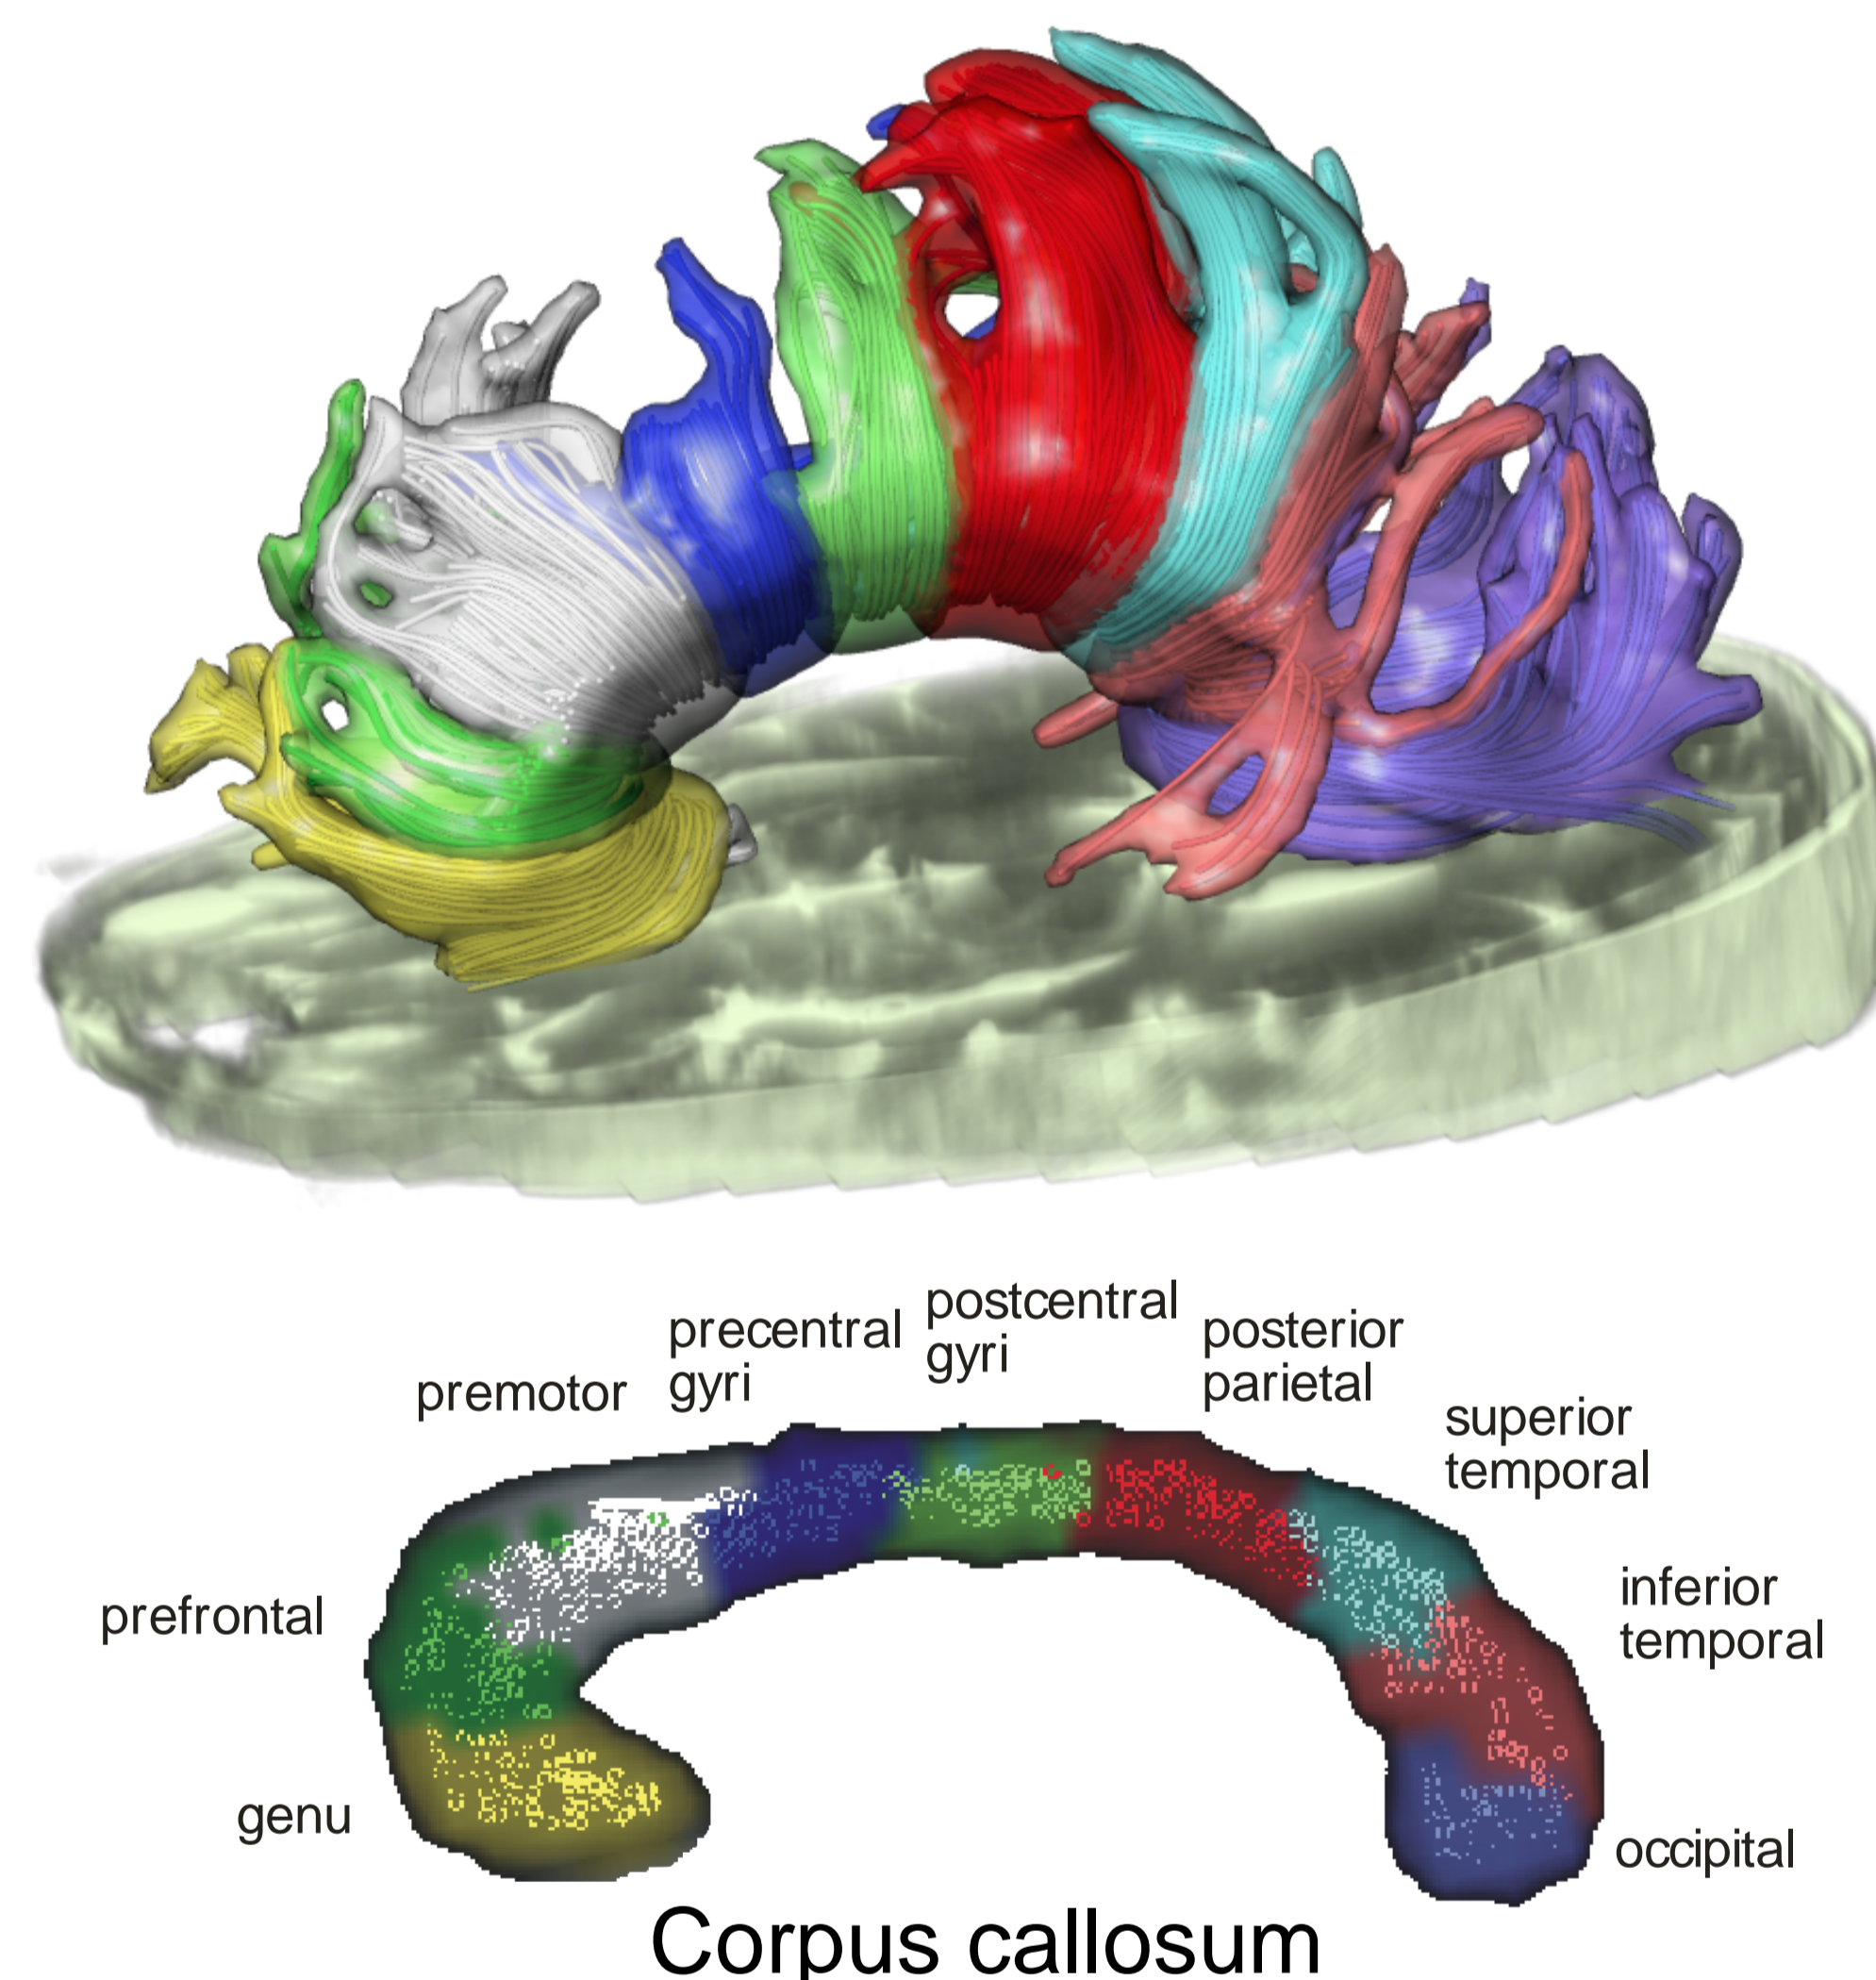 postcentral
gyri
precentral
gyri
posterior
parietal
premotor
superior
temporal
prefrontal
inferior
temporal
genu
occipital
Corpus callosum